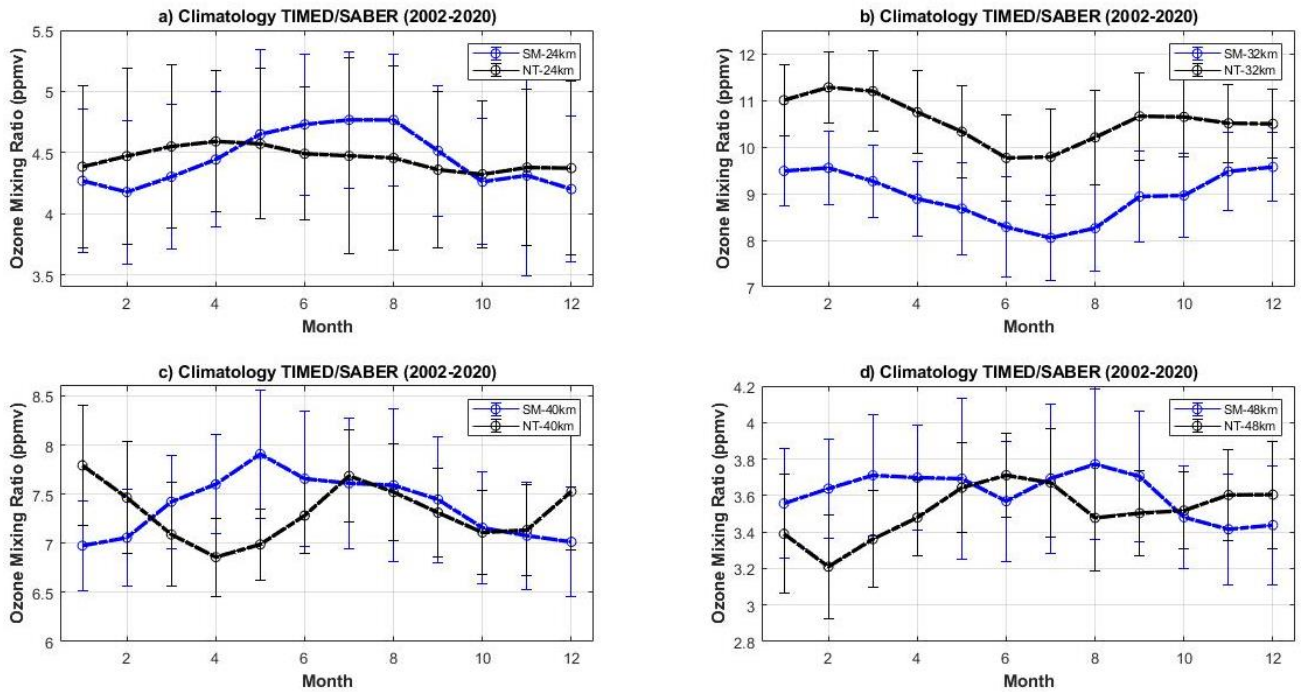 a) Climatology TIMED/SABER (2002-2020)
5.5
5
4.5
4
3.5
Ozone Mixing Ratio (ppmv)
SM-24km
NT-24km
2 4 6 8 10 12
Month
b) Climatology TIMED/SABER (2002-2020)
12
11
10
9
8
7
Ozone Mixing Ratio (ppmv)
SM-32km
NT-32km
2 4 6 8 10 12
Month
c) Climatology TIMED/SABER (2002-2020)
8.5
8
7.5
7
6.5
6
Ozone Mixing Ratio (ppmv)
SM-40km
NT-40km
2 4 6 8 10 12
Month
d) Climatology TIMED/SABER (2002-2020)
4.2
4
3.8
3.6
3.4
3.2
3
2.8
Ozone Mixing Ratio (ppmv)
SM-48km
NT-48km
2 4 6 8 10 12
Month